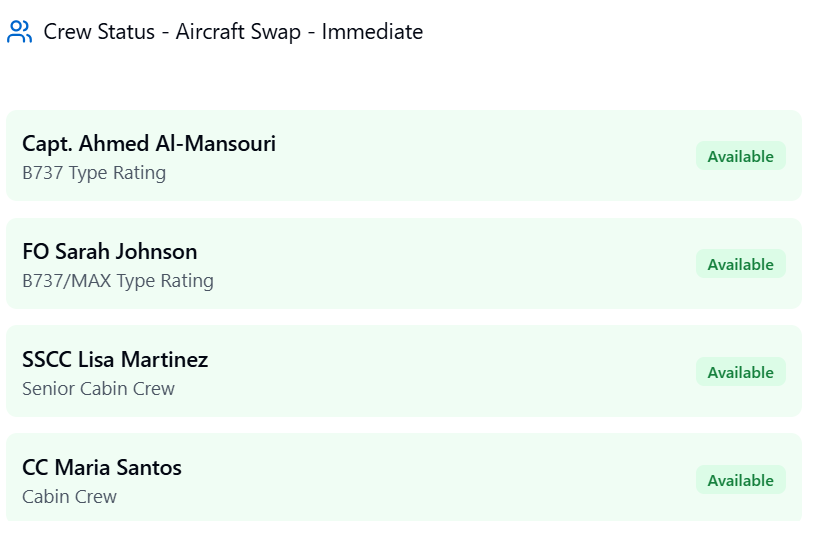 Crew Status - Aircraft Swap - Immediate
Capt. Ahmed Al-Mansouri
B737 Type Rating
Available
FO Sarah Johnson
B737/MAX Type Rating
Available
SSCC Lisa Martinez
Senior Cabin Crew
Available
CC Maria Santos
Cabin Crew
Available